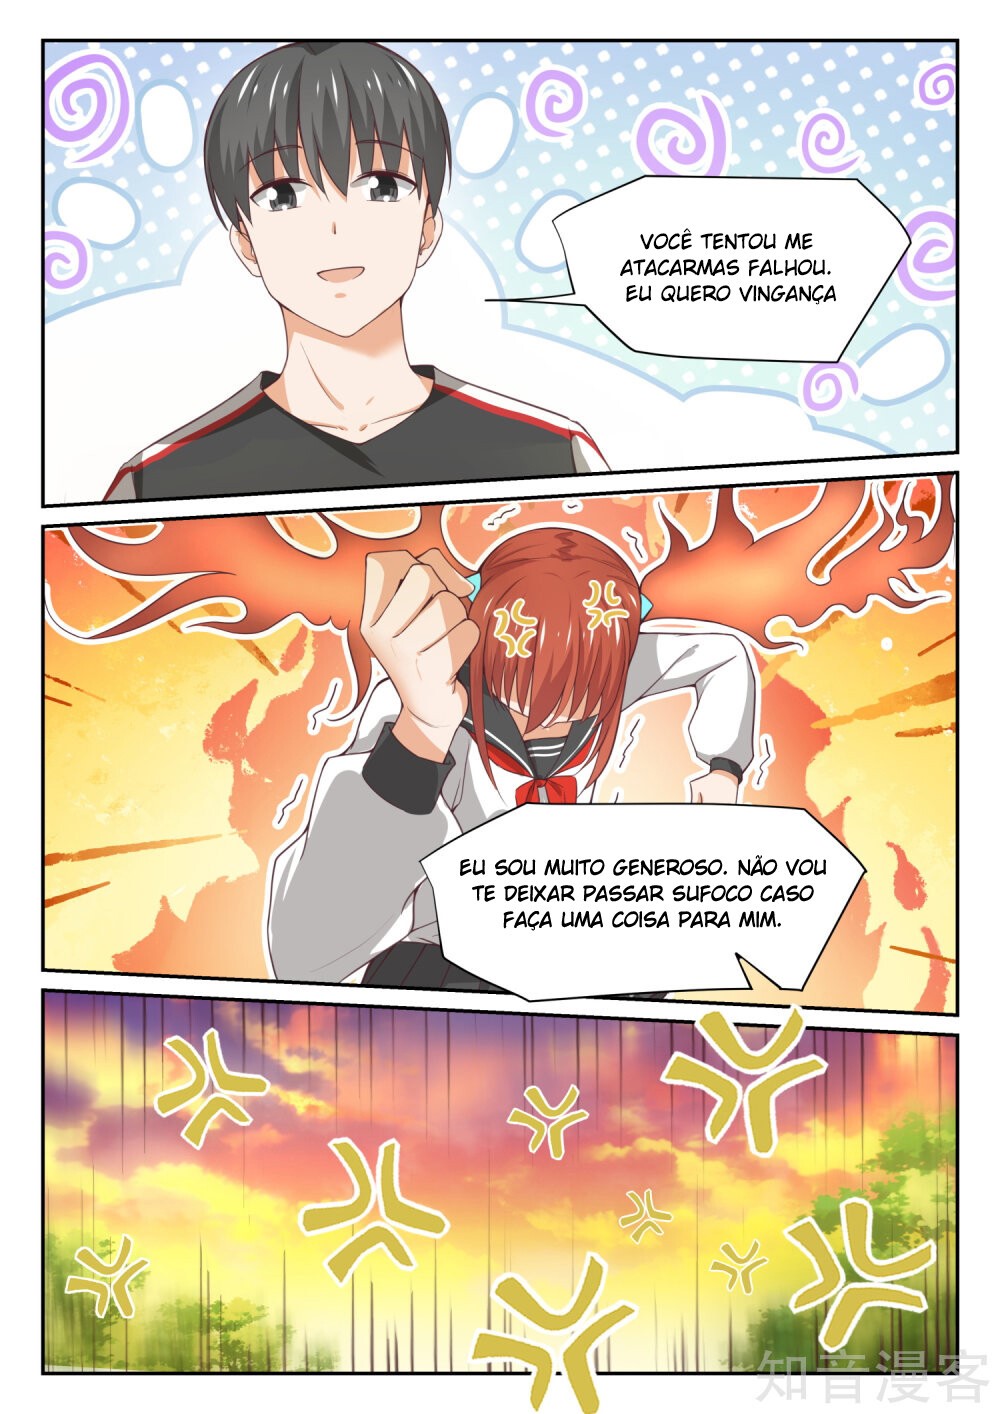 VOCÊ TENTOU ME
ATACARMAS FALHOU.
EU QUERO VINGANÇA
EU SOU MUITO GENEROSO. NÃO VOU
TE DEIXAR PASSAR SUFOCO CASO
FAÇA UMA COISA PARA MIM.
知音漫客